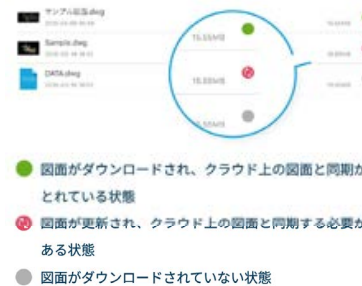 サンプル図面.dwg
Sample.dwg
DATA.dwg
15.55MB
図面がダウンロードされ、クラウド上の図面と同期が
とれている状態
図面が更新され、クラウド上の図面と同期する必要が
ある状態
図面がダウンロードされていない状態